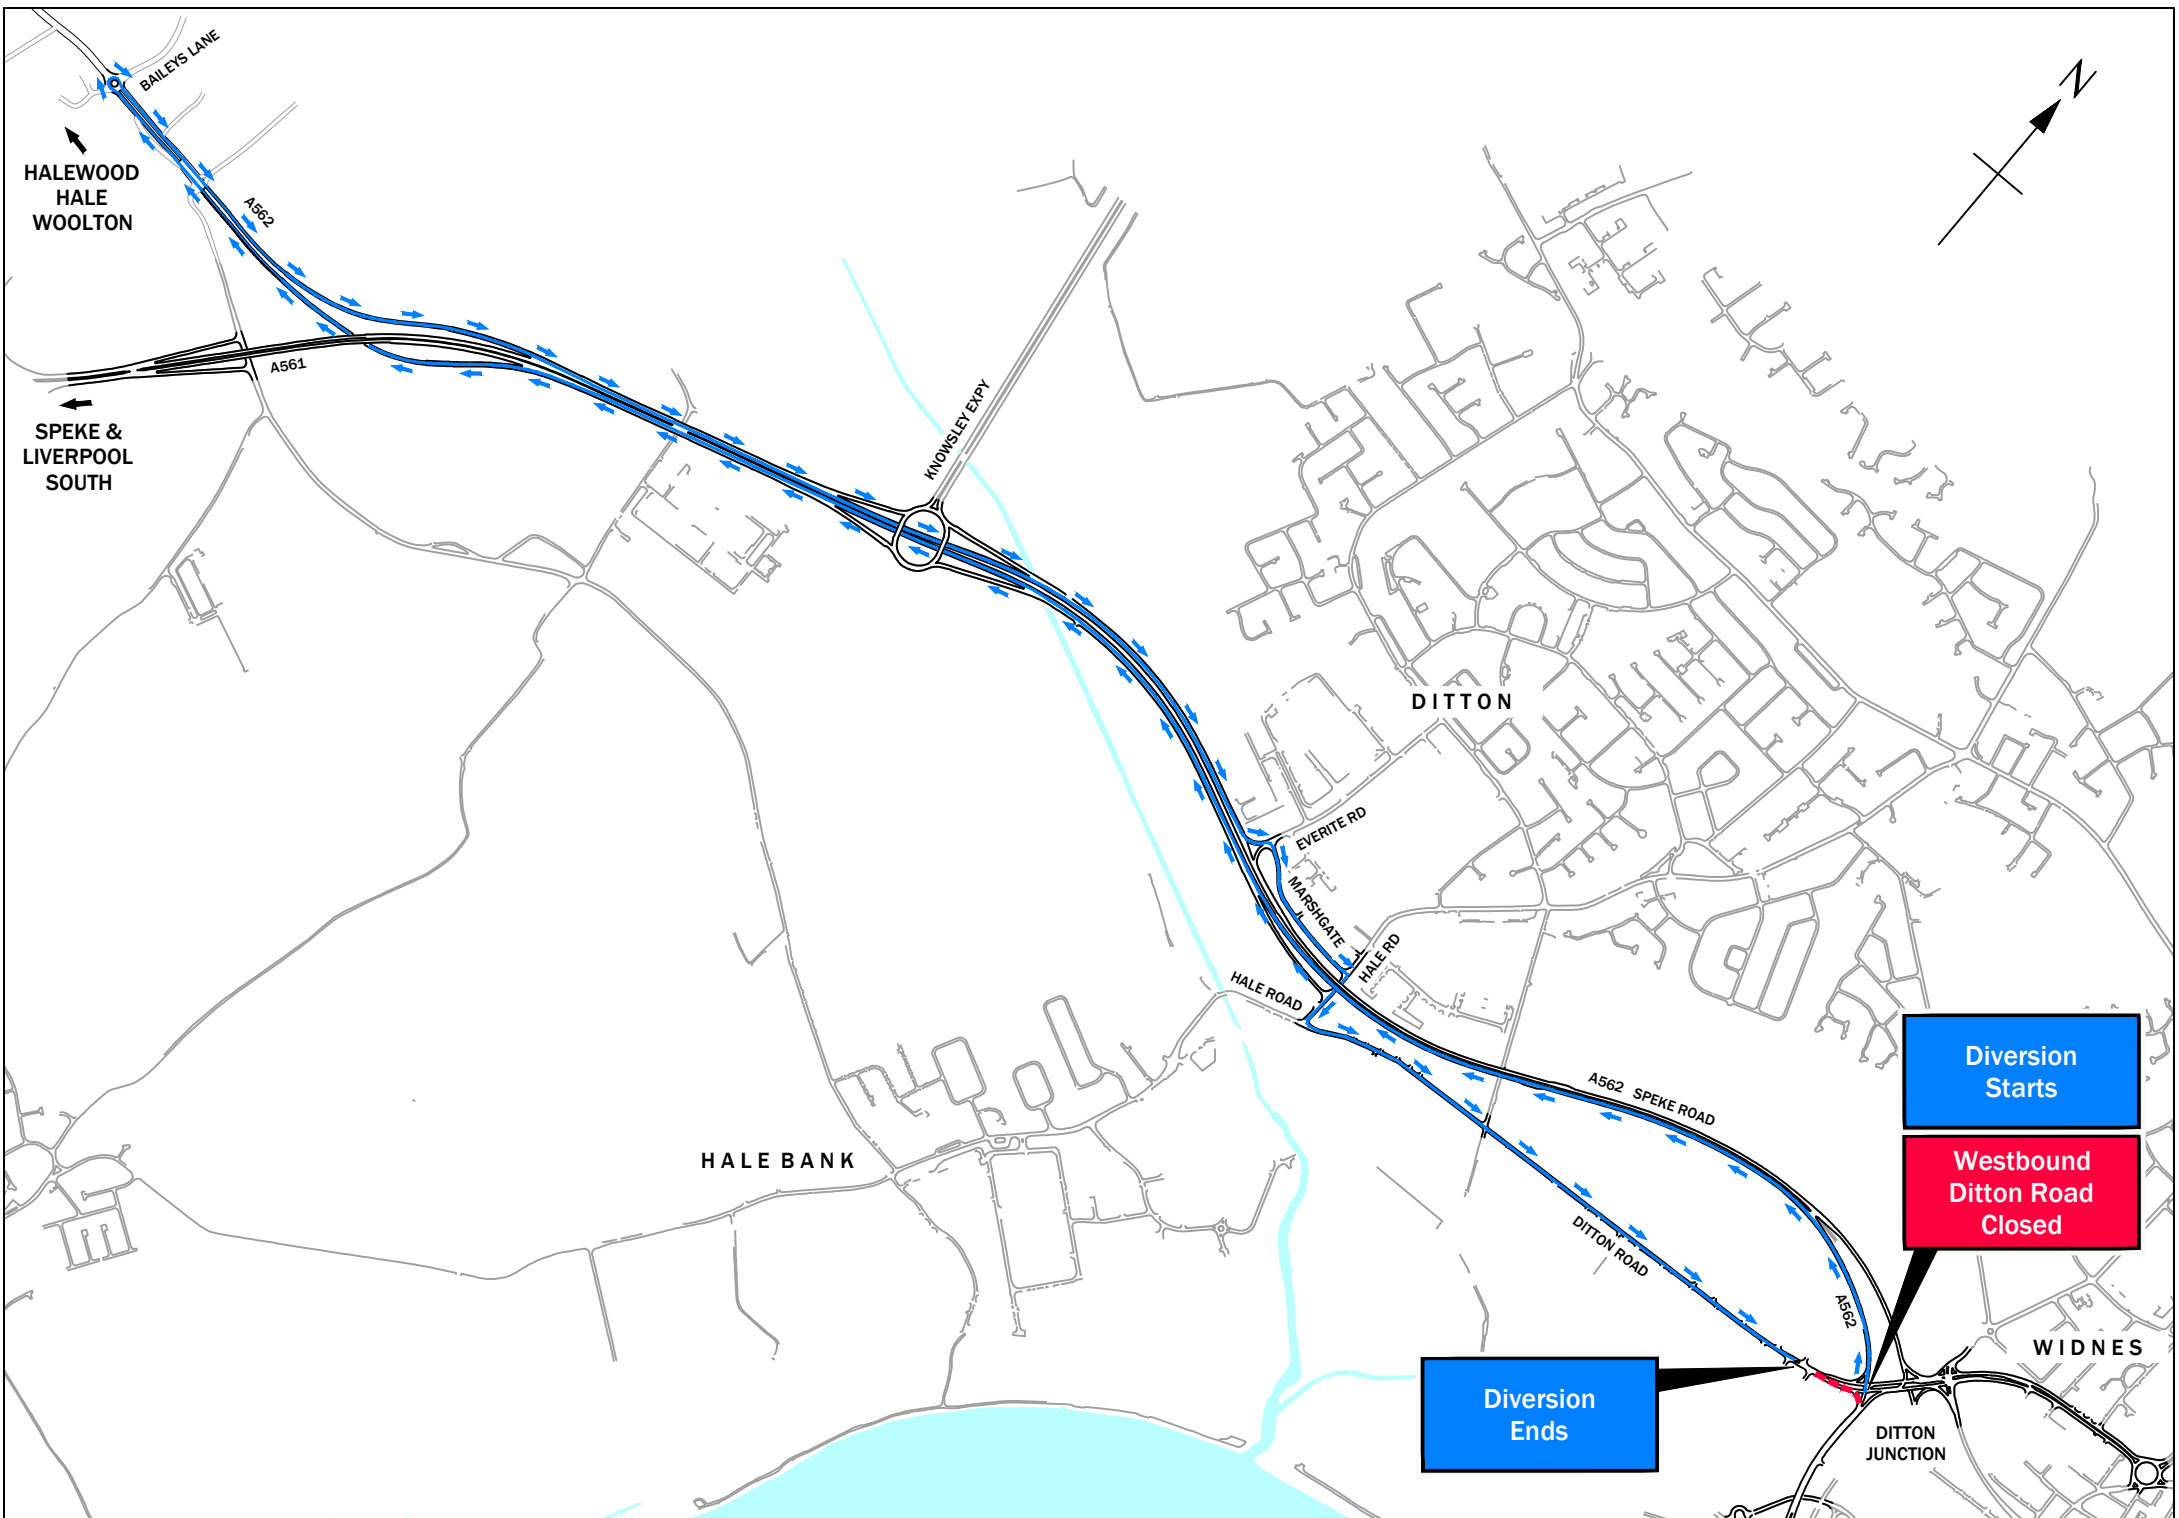 BAILEYS LANE
N
HALEWOOD
HALE
WOOLTON
A562
A561
SPEKE &
LIVERPOOL
SOUTH
KNOWSLEY EXPY
DITTON
EVERITE RD
MARSHGATE
HALE RD
HALE ROAD
A562 SPEKE ROAD
Diversion
Starts
Westbound
Ditton Road
Closed
HALE BANK
DITTON ROAD
A562
WIDNES
Diversion
Ends
DITTON
JUNCTION